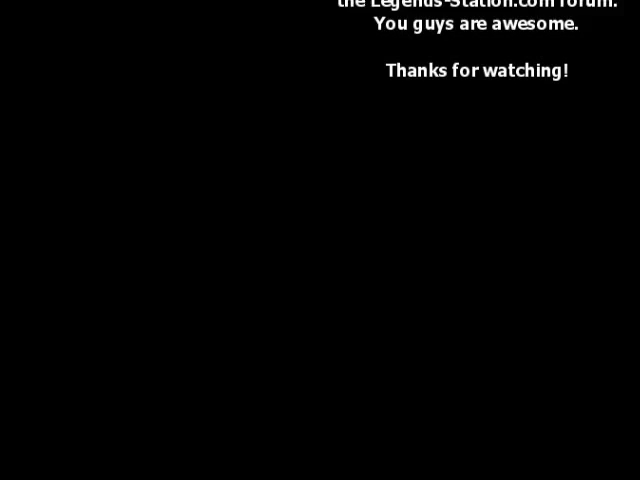 the Legends-Station.com forum.
You guys are awesome.
Thanks for watching!